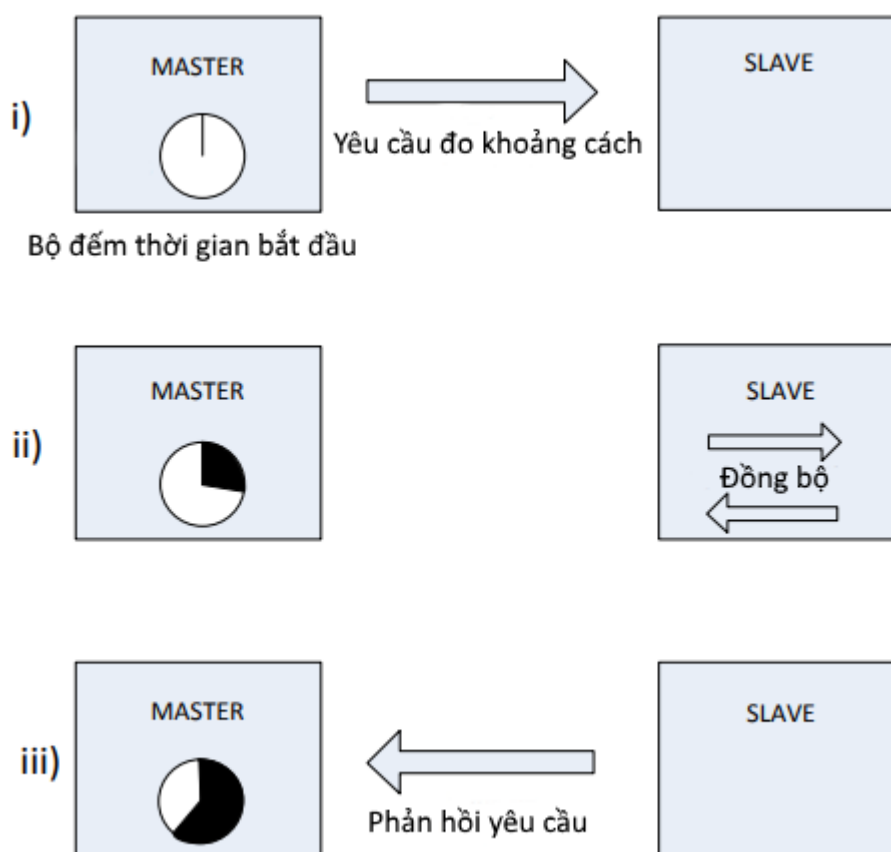 i)
MASTER
SLAVE
Yêu cầu đo khoảng cách
Bộ đếm thời gian bắt đầu
ii)
MASTER
SLAVE
Đồng bộ
iii)
MASTER
SLAVE
Phản hồi yêu cầu